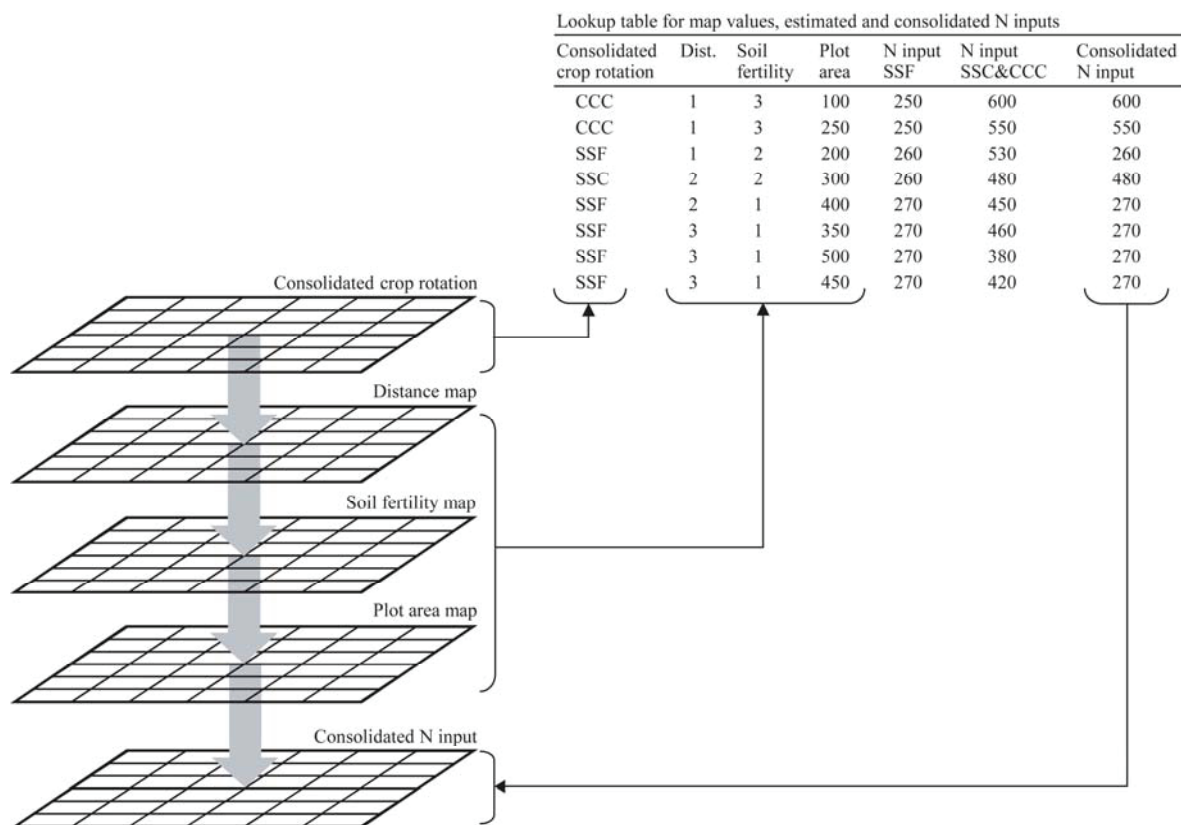 Lookup table for map values, estimated and consolidated N inputs
Consolidated crop rotation Dist. Soil fertility Plot area N input SSF N input SSC&CCC Consolidated N input
CCC 1 3 100 250 600 600
CCC 1 3 250 250 550 550
SSF 1 2 200 260 530 260
SSC 2 2 300 260 480 480
SSF 2 1 400 270 450 270
SSF 3 1 350 270 460 270
SSF 3 1 500 270 380 270
SSF 3 1 450 270 420 270
Consolidated crop rotation
Distance map
Soil fertility map
Plot area map
Consolidated N input